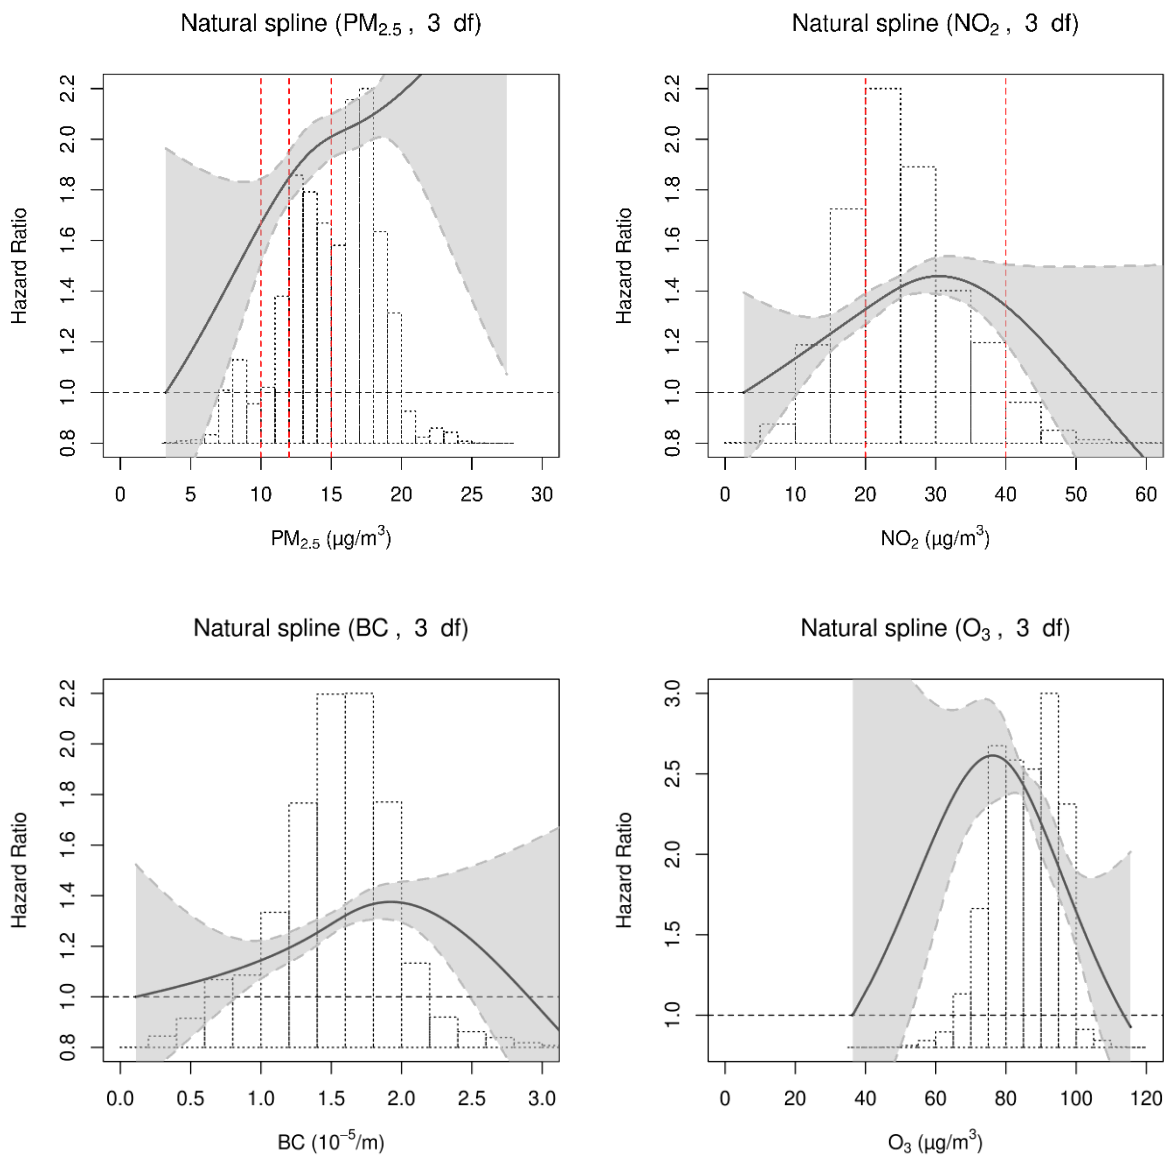 Natural spline (PM2.5 , 3 df)
Hazard Ratio
2.2
2.0
1.8
1.6
1.4
1.2
1.0
0.8
0 5 10 15 20 25 30
PM2.5 (µg/m³)
Natural spline (NO2 , 3 df)
Hazard Ratio
2.2
2.0
1.8
1.6
1.4
1.2
1.0
0.8
0 10 20 30 40 50 60
NO2 (µg/m³)
Natural spline (BC , 3 df)
Hazard Ratio
2.2
2.0
1.8
1.6
1.4
1.2
1.0
0.8
0.0 0.5 1.0 1.5 2.0 2.5 3.0
BC (10⁻⁵/m)
Natural spline (O3 , 3 df)
Hazard Ratio
3.0
2.5
2.0
1.5
1.0
0 20 40 60 80 100 120
O3 (µg/m³)